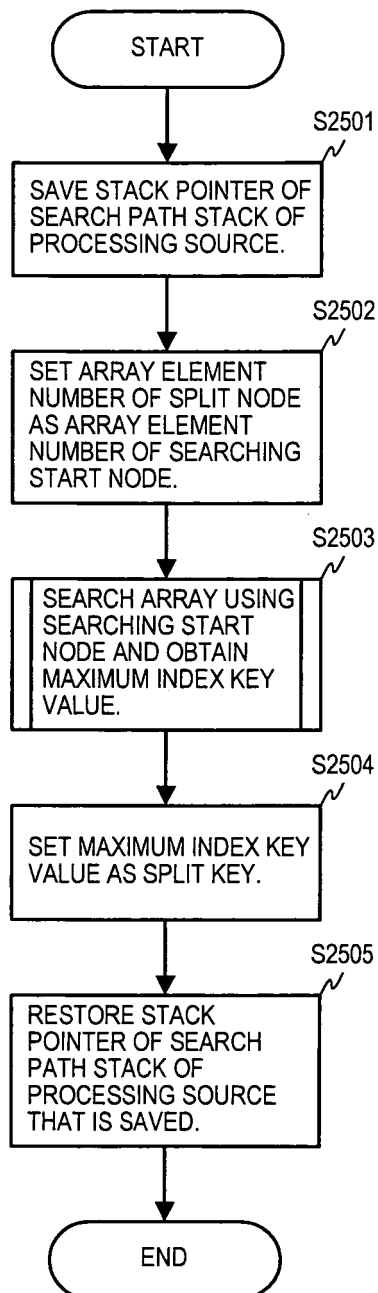 START
S2501
SAVE STACK POINTER OF
SEARCH PATH STACK OF
PROCESSING SOURCE.
S2502
SET ARRAY ELEMENT
NUMBER OF SPLIT NODE
AS ARRAY ELEMENT
NUMBER OF SEARCHING
START NODE.
S2503
SEARCH ARRAY USING
SEARCHING START
NODE AND OBTAIN
MAXIMUM INDEX KEY
VALUE.
S2504
SET MAXIMUM INDEX KEY
VALUE AS SPLIT KEY.
S2505
RESTORE STACK
POINTER OF SEARCH
PATH STACK OF
PROCESSING SOURCE
THAT IS SAVED.
END